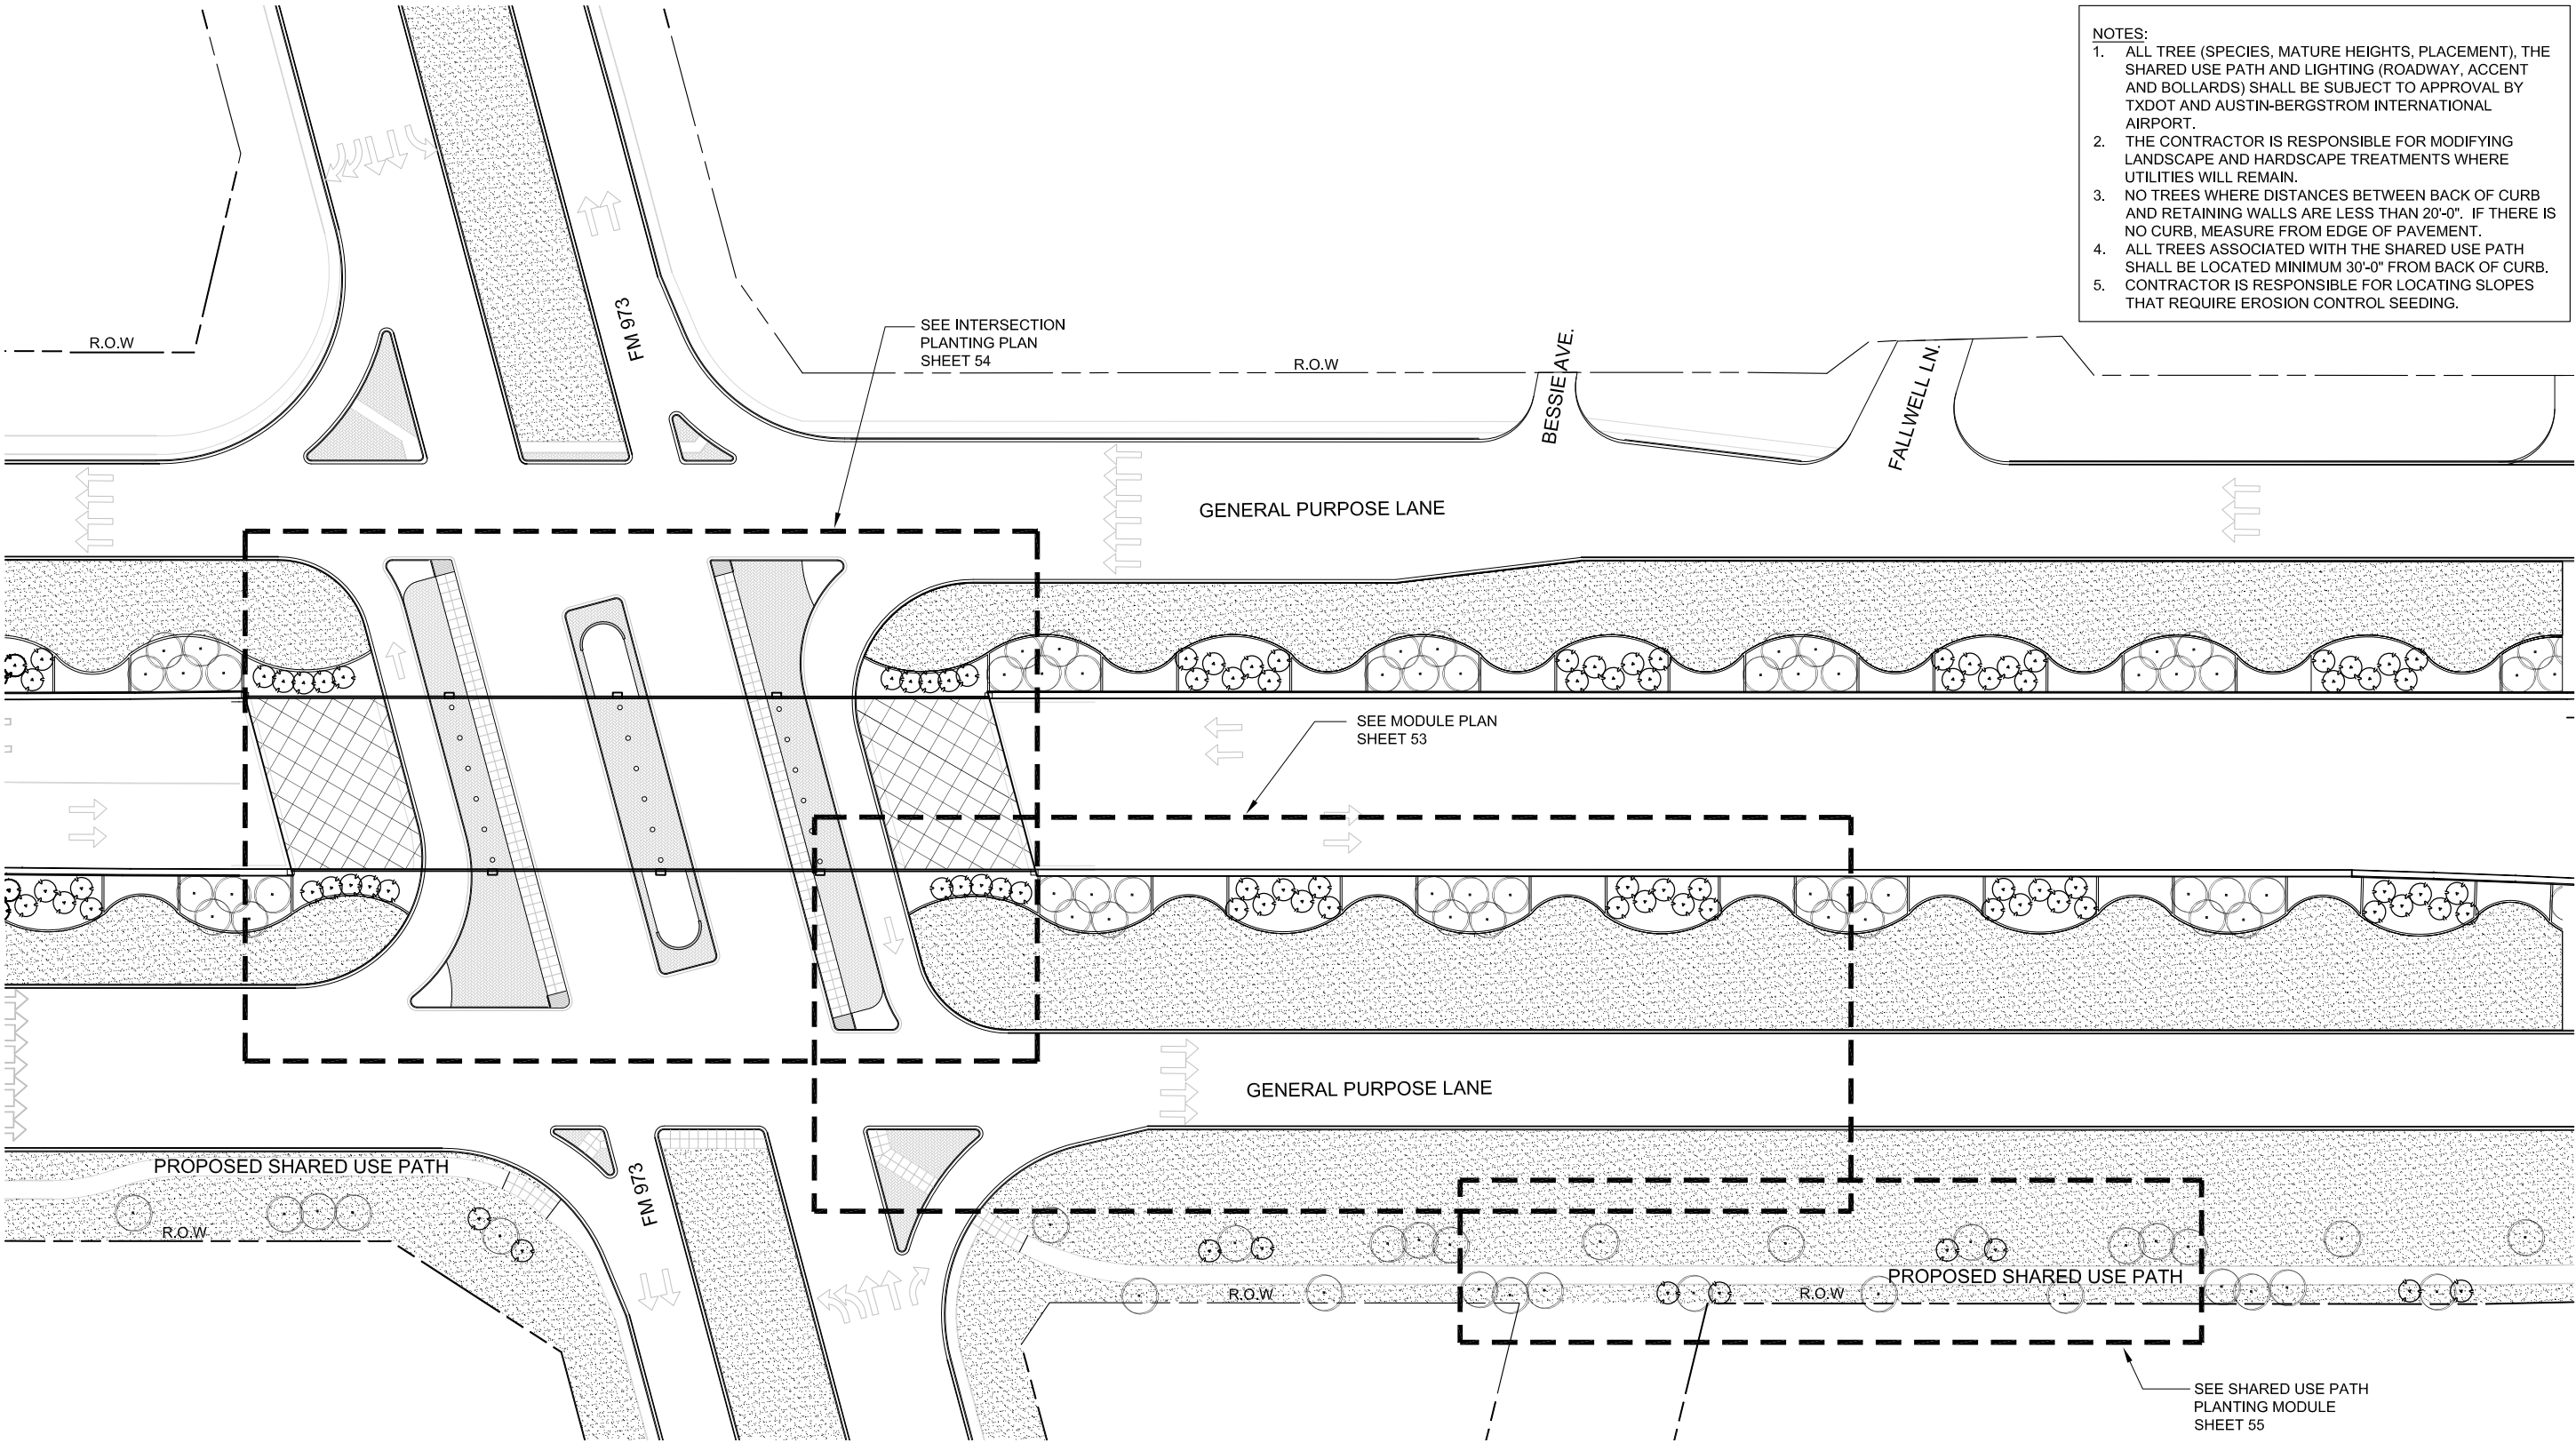 NOTES:
1. ALL TREE (SPECIES, MATURE HEIGHTS, PLACEMENT), THE
SHARED USE PATH AND LIGHTING (ROADWAY, ACCENT
AND BOLLARDS) SHALL BE SUBJECT TO APPROVAL BY
TXDOT AND AUSTIN-BERGSTROM INTERNATIONAL
AIRPORT.
2. THE CONTRACTOR IS RESPONSIBLE FOR MODIFYING
LANDSCAPE AND HARDSCAPE TREATMENTS WHERE
UTILITIES WILL REMAIN.
3. NO TREES WHERE DISTANCES BETWEEN BACK OF CURB
AND RETAINING WALLS ARE LESS THAN 20'-0". IF THERE IS
NO CURB, MEASURE FROM EDGE OF PAVEMENT.
4. ALL TREES ASSOCIATED WITH THE SHARED USE PATH
SHALL BE LOCATED MINIMUM 30'-0" FROM BACK OF CURB.
5. CONTRACTOR IS RESPONSIBLE FOR LOCATING SLOPES
THAT REQUIRE EROSION CONTROL SEEDING.
R.O.W
FM 973
SEE INTERSECTION
PLANTING PLAN
SHEET 54
R.O.W
BESSIE AVE.
FALLWELL LN.
GENERAL PURPOSE LANE
SEE MODULE PLAN
SHEET 53
GENERAL PURPOSE LANE
PROPOSED SHARED USE PATH
R.O.W
FM 973
R.O.W
R.O.W
PROPOSED SHARED USE PATH
SEE SHARED USE PATH
PLANTING MODULE
SHEET 55